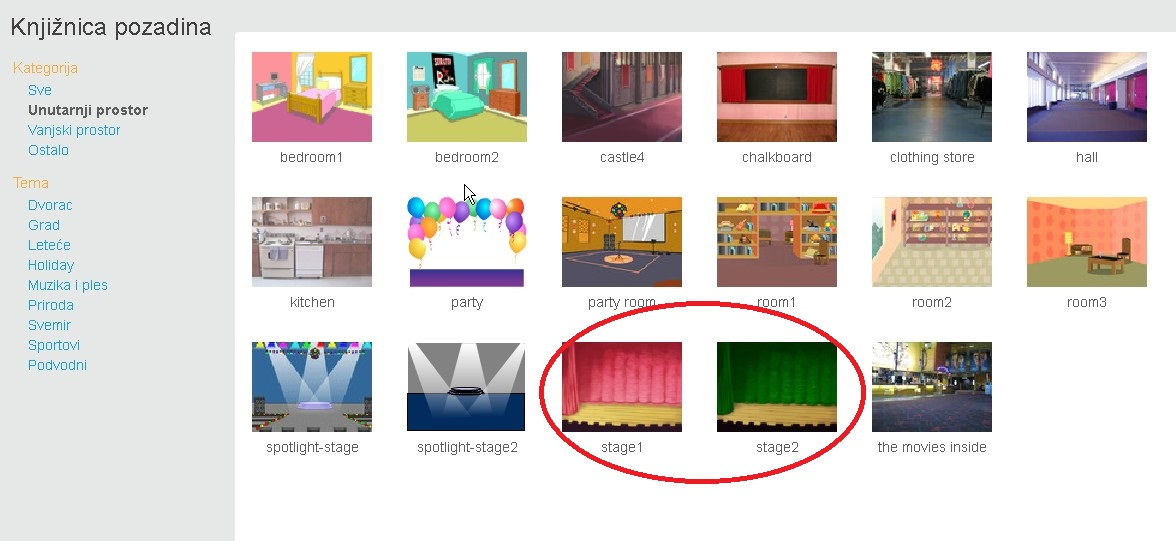 Knjižnica pozadina
Kategorija
Sve
Unutarnji prostor
Vanjski prostor
Ostalo
Tema
Dvorac
Grad
Leteće
Holiday
Muzika i ples
Priroda
Svemir
Sportovi
Podvodni
bedroom1
bedroom2
castle4
chalkboard
clothing store
hall
kitchen
party
party room
room1
room2
room3
spotlight-stage
spotlight-stage2
stage1
stage2
the movies inside